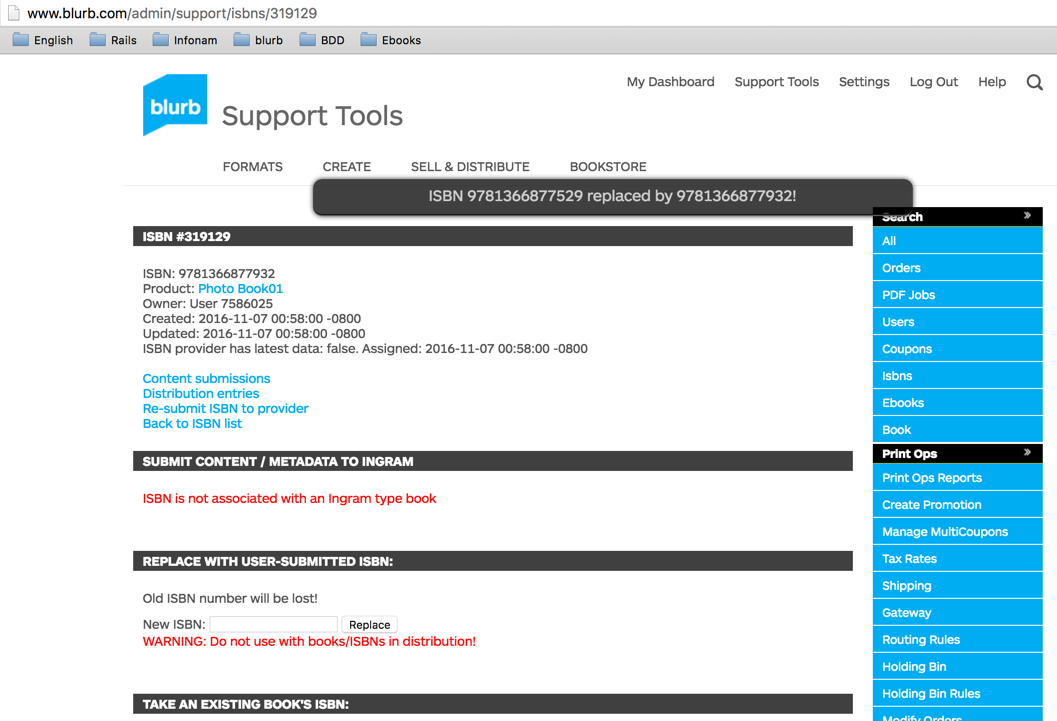 www.blurb.com/admin/support/isbns/319129
English Rails Infonam blurb BDD Ebooks
My Dashboard Support Tools Settings Log Out Help
blurb
Support Tools
FORMATS CREATE SELL & DISTRIBUTE BOOKSTORE
ISBN 9781366877529 replaced by 9781366877932!
ISBN #319129
ISBN: 9781366877932
Product: Photo Book01
Owner: User 7586025
Created: 2016-11-07 00:58:00 -0800
Updated: 2016-11-07 00:58:00 -0800
ISBN provider has latest data: false. Assigned: 2016-11-07 00:58:00 -0800
Content submissions
Distribution entries
Re-submit ISBN to provider
Back to ISBN list
SUBMIT CONTENT / METADATA TO INGRAM
ISBN is not associated with an Ingram type book
REPLACE WITH USER-SUBMITTED ISBN:
Old ISBN number will be lost!
New ISBN: Replace
WARNING: Do not use with books/ISBNs in distribution!
TAKE AN EXISTING BOOK'S ISBN:
Search »
All
Orders
PDF Jobs
Users
Coupons
Isbns
Ebooks
Book
Print Ops »
Print Ops Reports
Create Promotion
Manage MultiCoupons
Tax Rates
Shipping
Gateway
Routing Rules
Holding Bin
Holding Bin Rules
Modify Orders